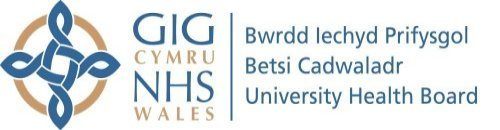 GIG
CYMRU
NHS
WALES
Bwrdd Iechyd Prifysgol
Betsi Cadwaladr
University Health Board